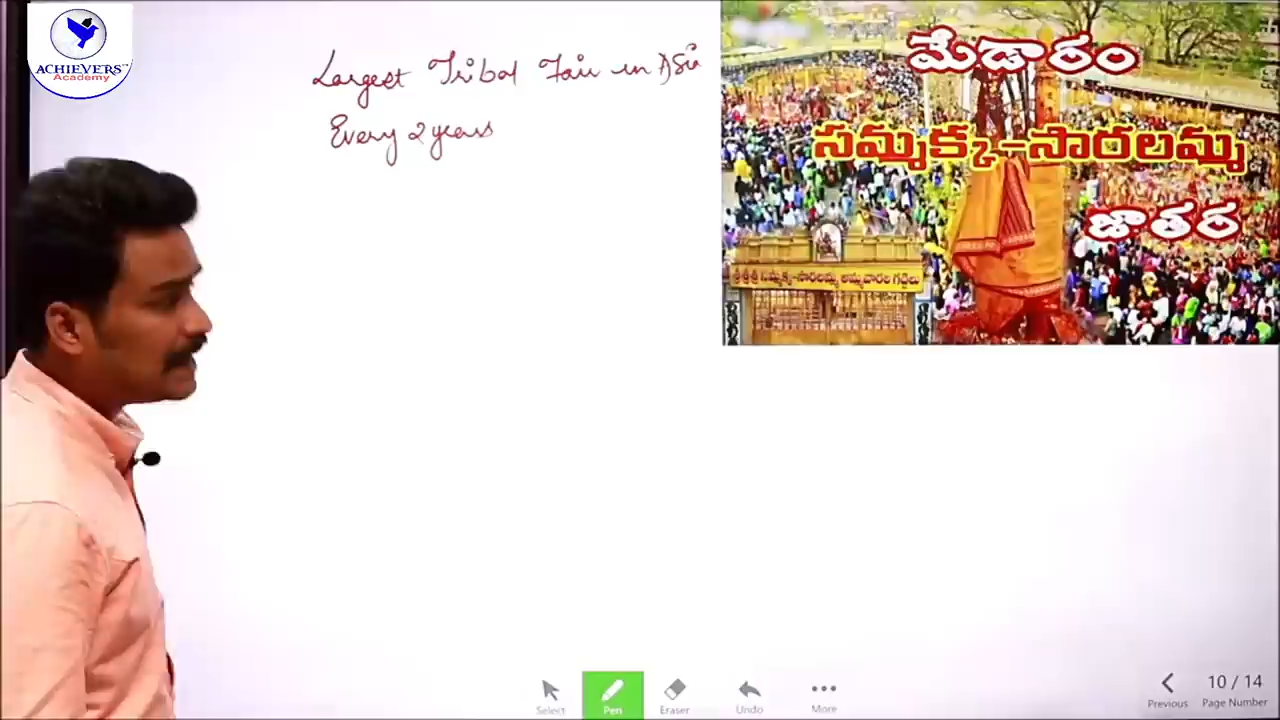 ACHIEVERS
Academy
Largest Tribal Fair in Asia
Every 2 years
మేడారం
సమ్మక్క-సారలమ్మ
జాతర
శ్రీ శ్రీ శ్రీ సమ్మక్క-సారలమ్మ అమ్మవారల గద్దెలు
Select
Pen
Eraser
Undo
More
Previous
10 / 14
Page Number